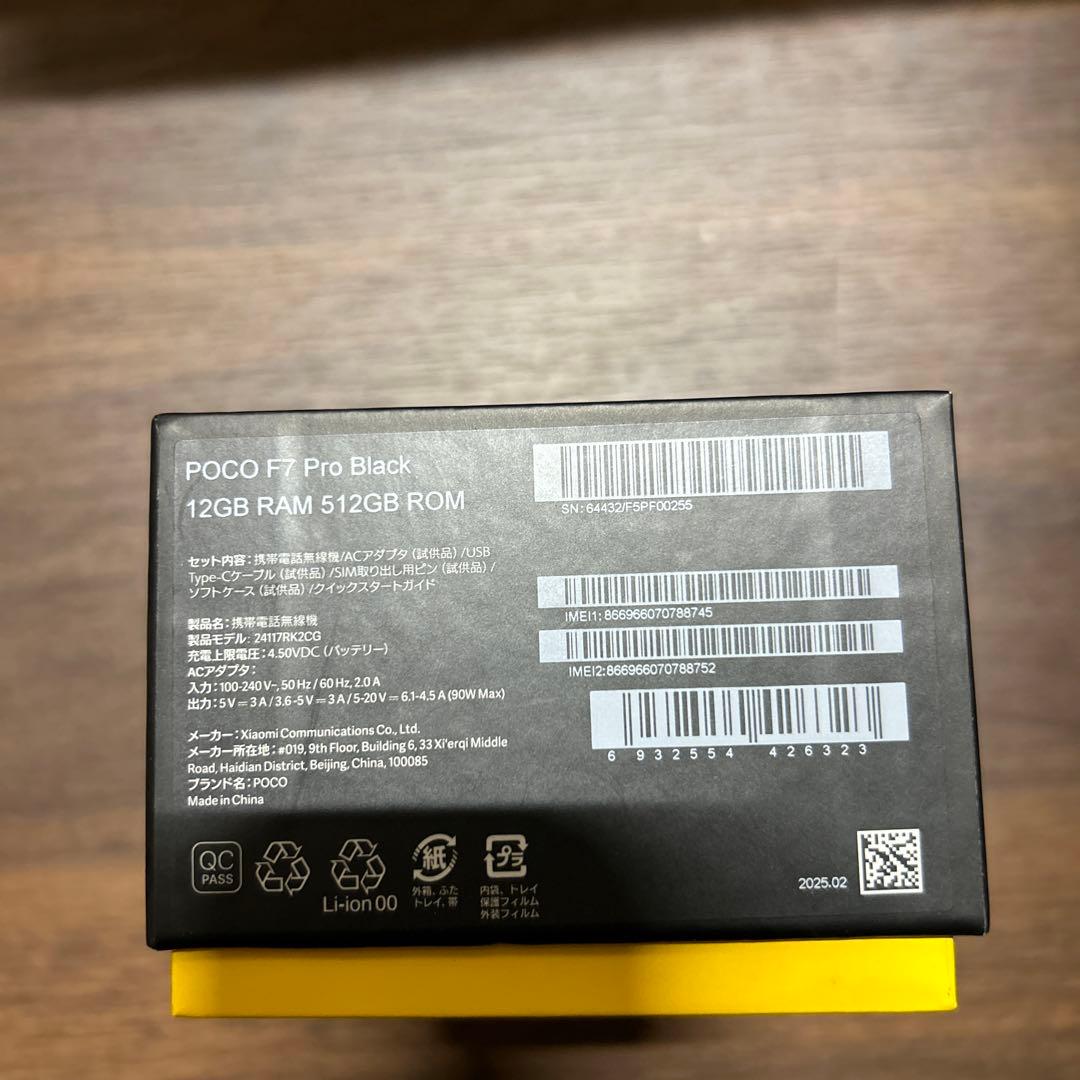 POCO F7 Pro Black
12GB RAM 512GB ROM
セット内容：携帯電話無線機/ACアダプタ（試供品）/USB
Type-Cケーブル（試供品）/SIM取り出し用ピン（試供品）/
ソフトケース（試供品）/クイックスタートガイド
製品名：携帯電話無線機
製品モデル: 24117RK2CG
充電上限電圧：4.50VDC（バッテリー）
ACアダプタ：
入力：100-240 V~, 50 Hz / 60 Hz, 2.0 A
出力：5 V ⎓ 3 A / 3.6-5 V ⎓ 3 A / 5-20 V ⎓ 6.1-4.5 A (90W Max)
メーカー：Xiaomi Communications Co., Ltd.
メーカー所在地：#019, 9th Floor, Building 6, 33 Xi'erqi Middle
Road, Haidian District, Beijing, China, 100085
ブランド名：POCO
Made in China
QC
PASS
Li-ion 00
紙
外箱、ふた
トレイ、帯
プラ
内袋、トレイ
保護フィルム
外装フィルム
SN: 64432/F5PF00255
IMEI1: 866966070788745
IMEI2:866966070788752
6 932554 426323
2025.02